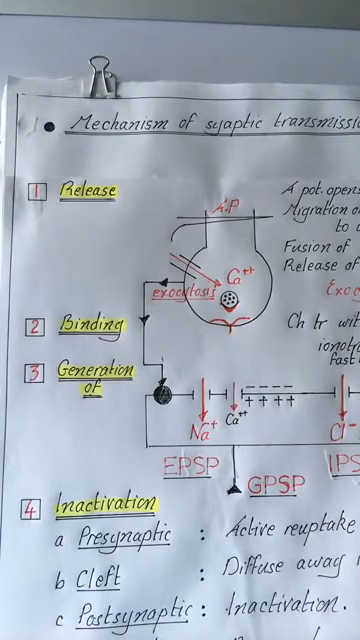 Mechanism of synaptic transmissi
1 Release
A pot. opens
Migration o
to
Fusion of
Release of
Exoc
A.P
Ca++
exocytosis
2 Binding
Ch tr wit
ionotr
fast
3 Generation
of
Na+
Ca++
Cl-
EPSP
IPS
GPSP
4 Inactivation
a Presynaptic : Active reuptake
b Cleft : Diffuse away
c Postsynaptic : Inactivation.